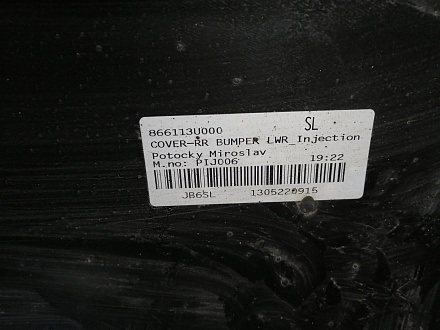 866113U000 SL
COVER-RR BUMPER LWR_Injection
Potocky Miroslav 19:22
M.no: PIJ006
JB6SL 1305220915